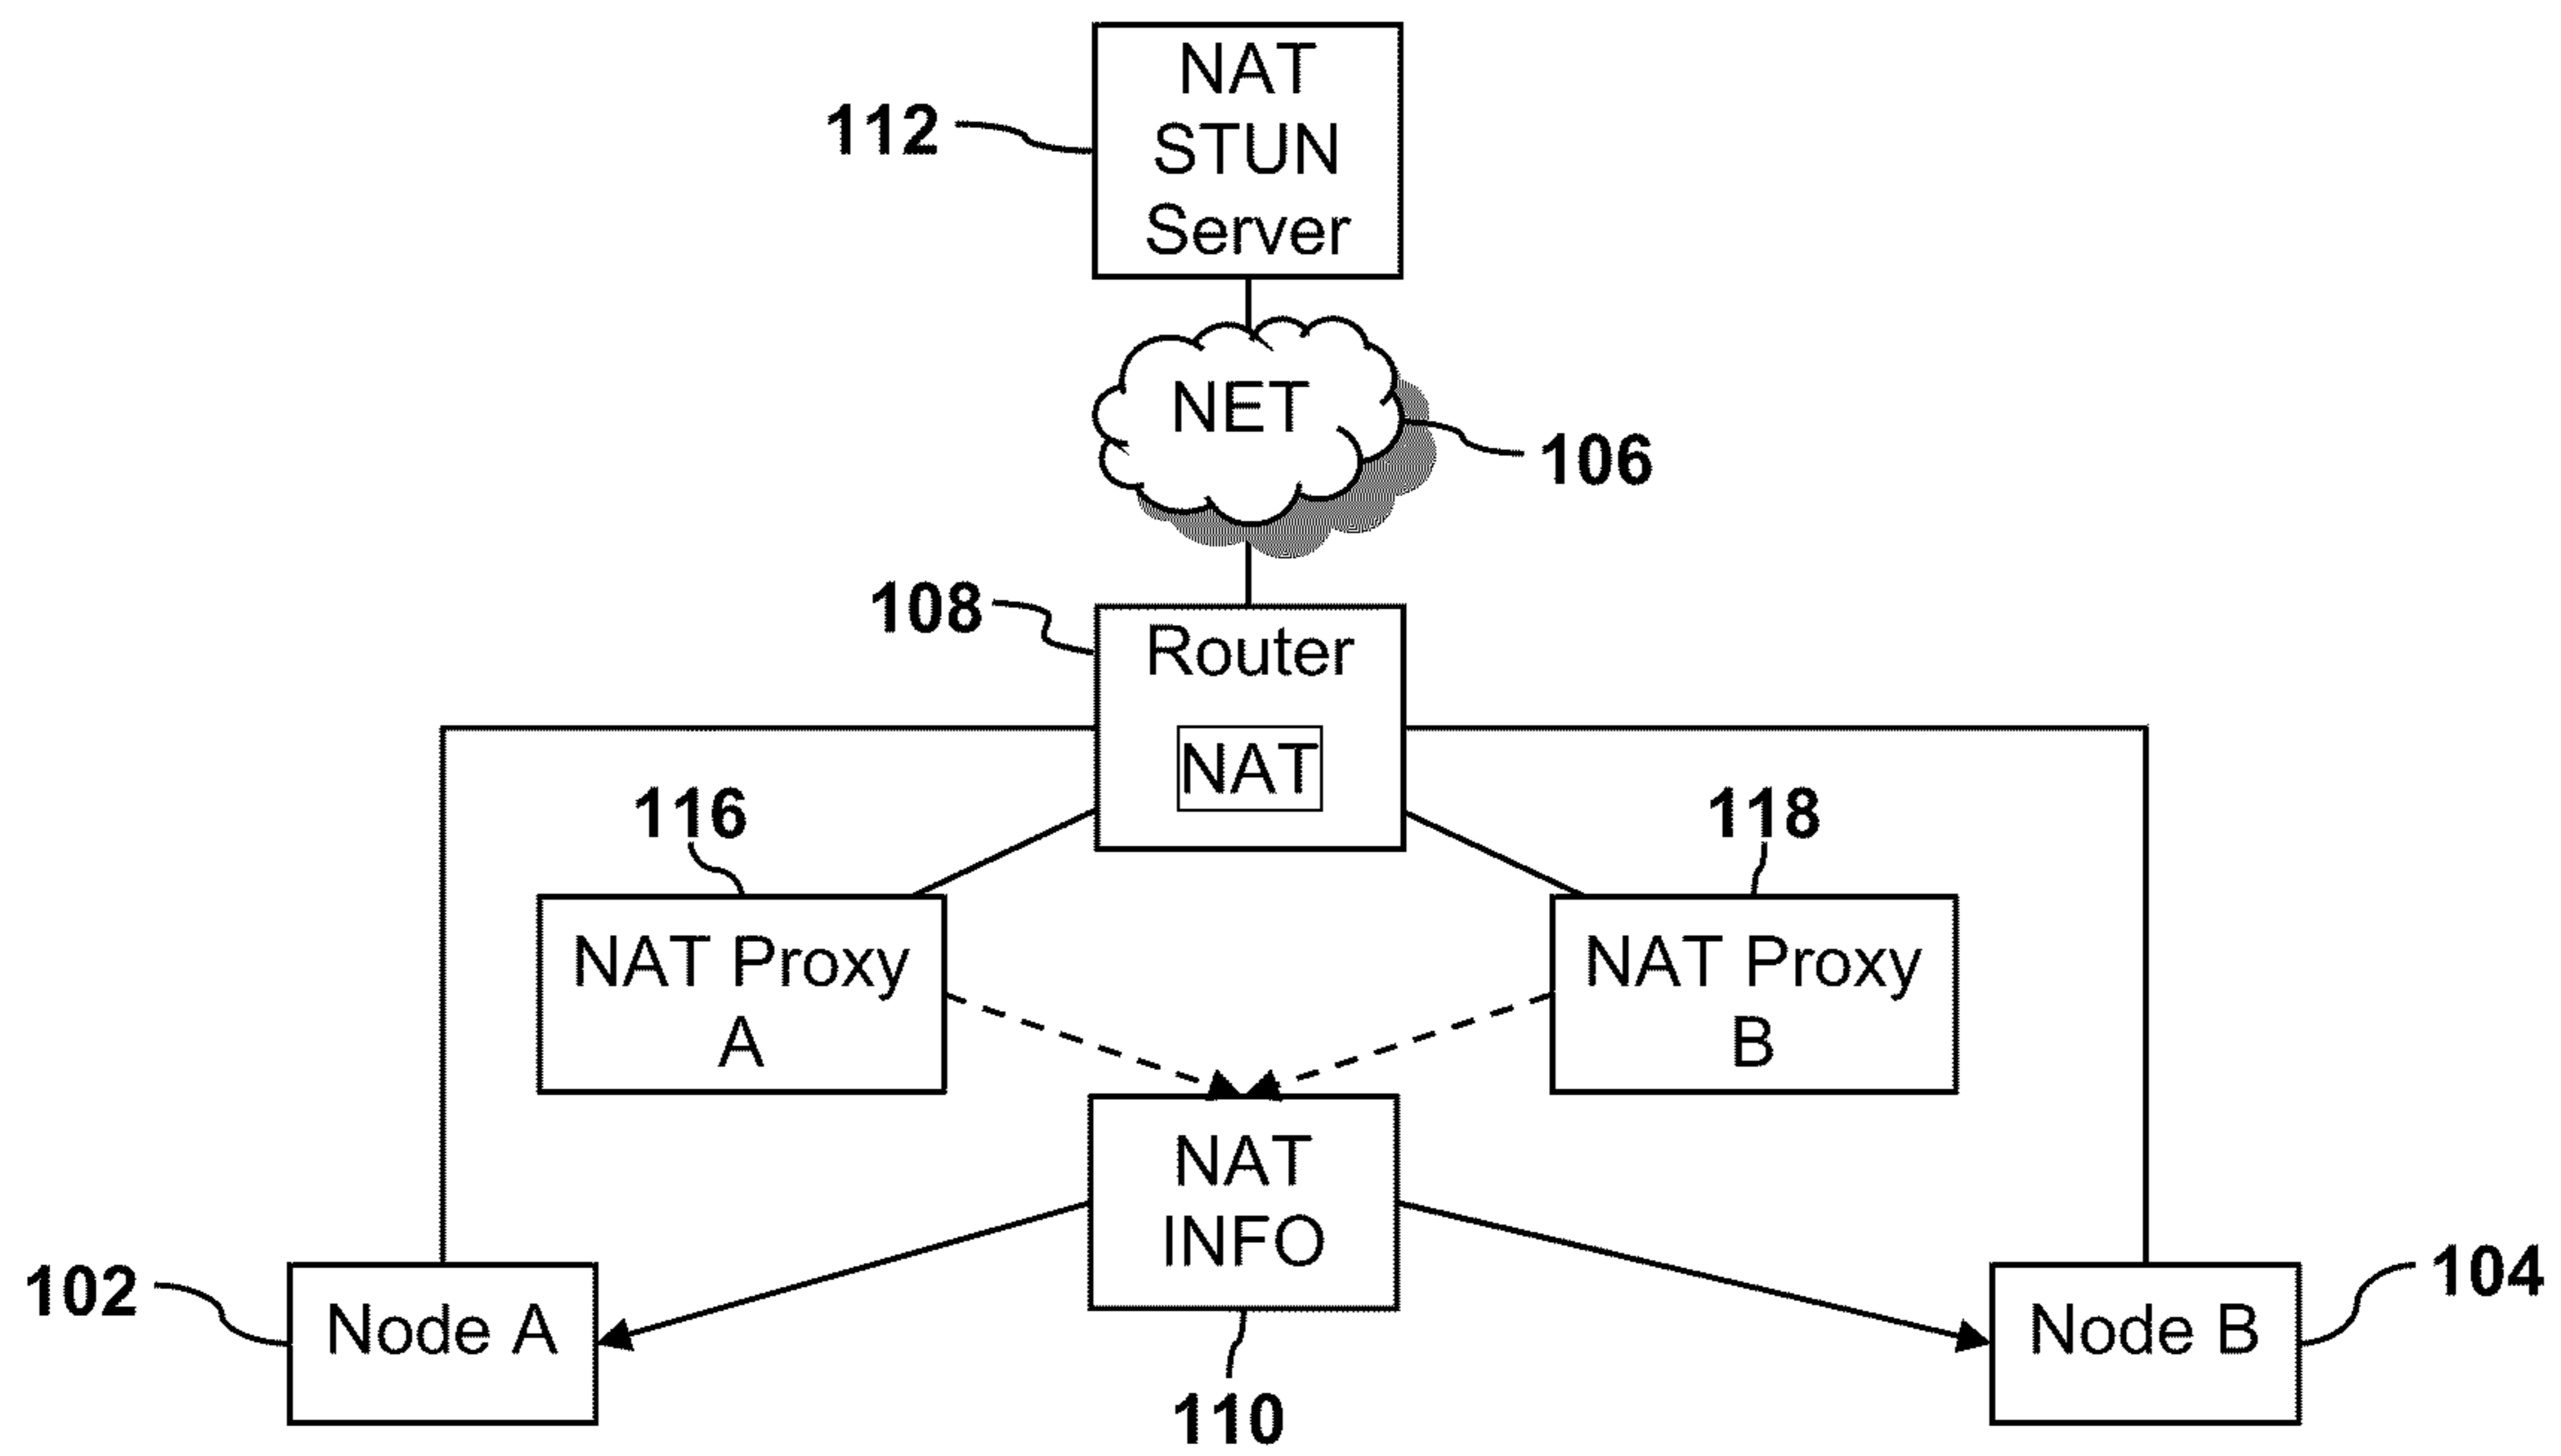 NAT
STUN
Server
112
NET
106
108
Router
NAT
116
118
NAT Proxy
A
NAT Proxy
B
NAT
INFO
102
Node A
Node B
104
110